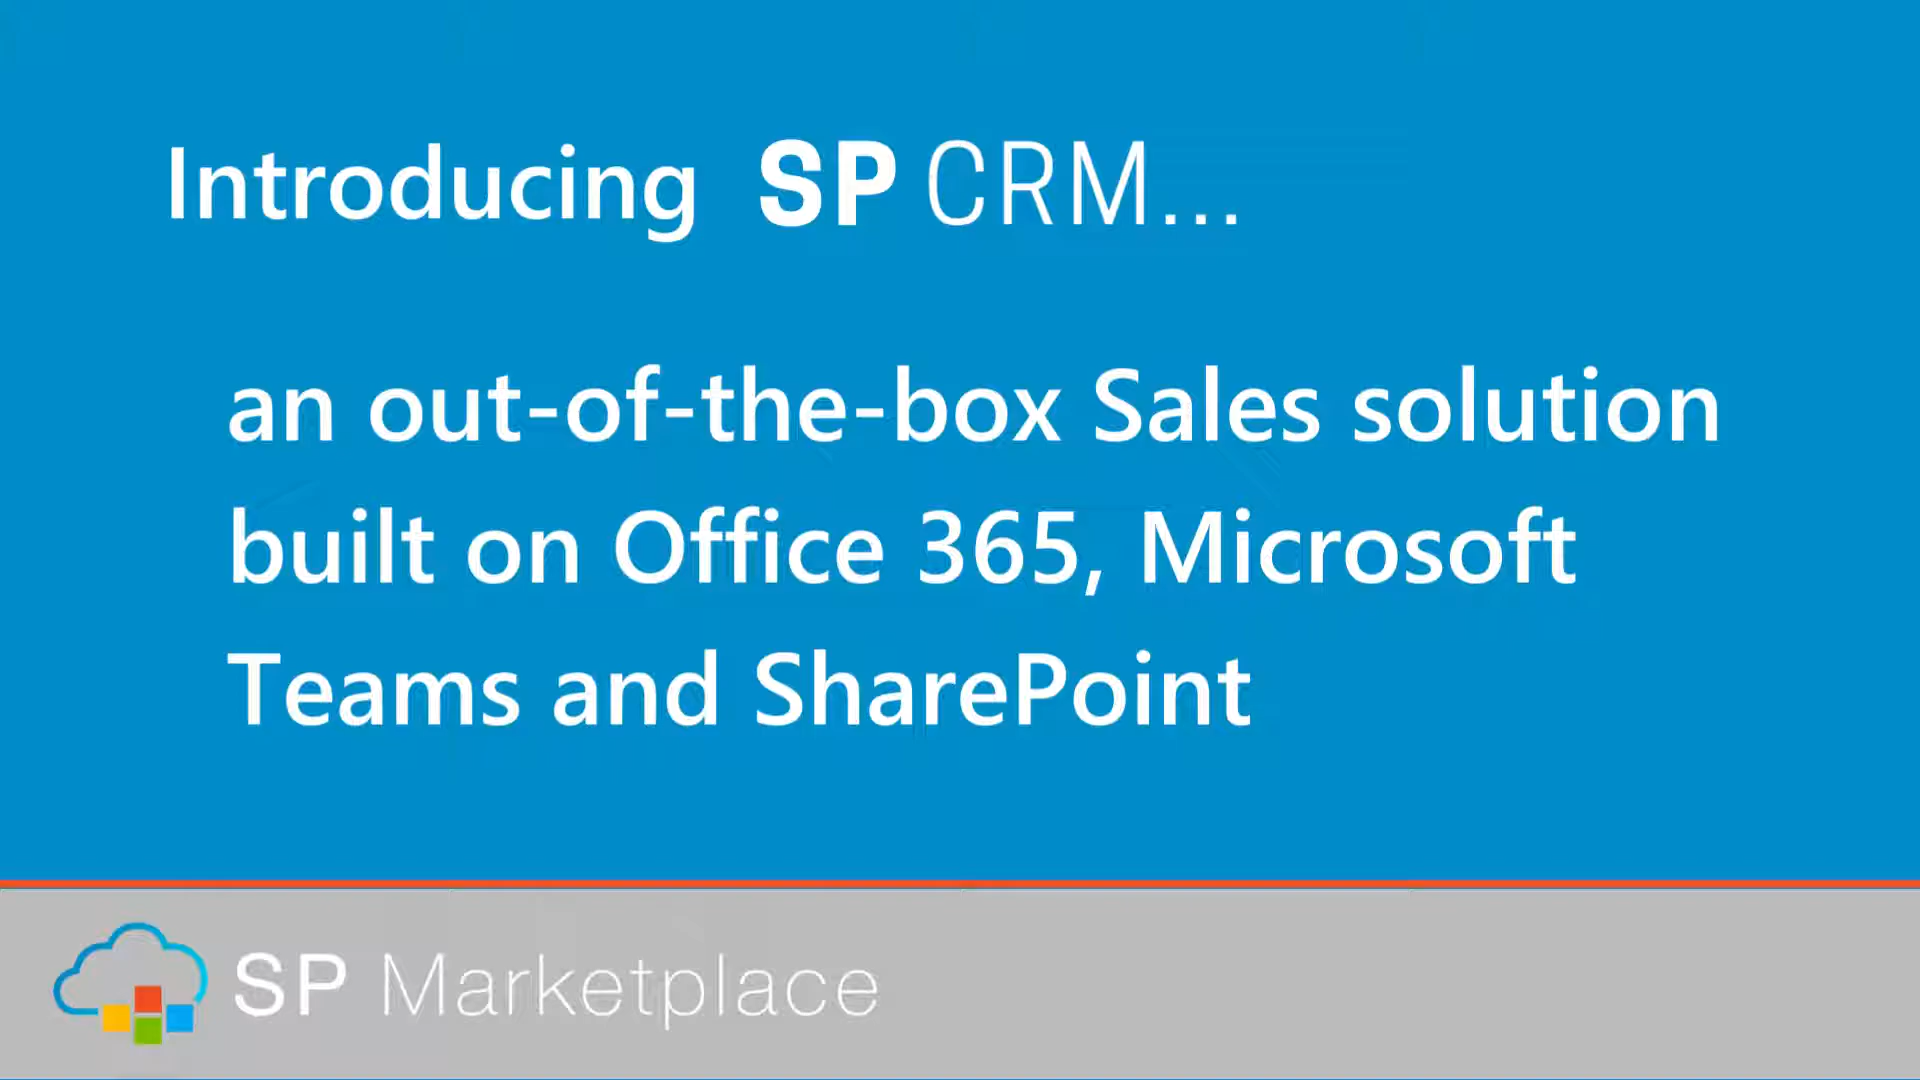 Introducing SP CRM...
an out-of-the-box Sales solution
built on Office 365, Microsoft
Teams and SharePoint
SP Marketplace